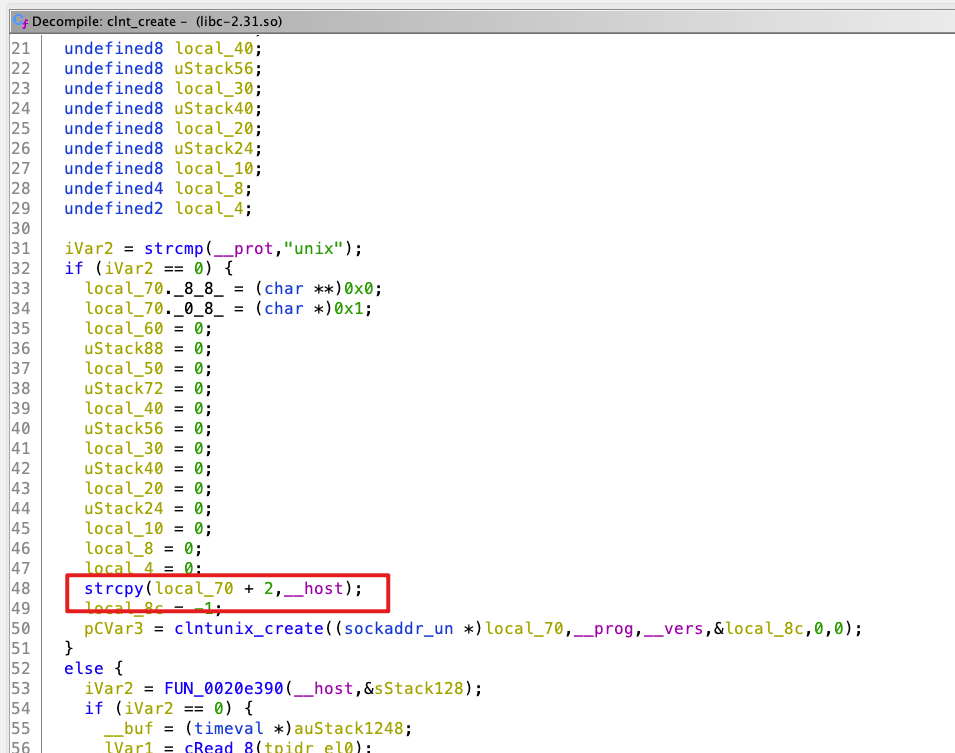 Decompile: clnt_create – (libc-2.31.so)
21 undefined8 local_40;
22 undefined8 uStack56;
23 undefined8 local_30;
24 undefined8 uStack40;
25 undefined8 local_20;
26 undefined8 uStack24;
27 undefined8 local_10;
28 undefined4 local_8;
29 undefined2 local_4;
30
31 iVar2 = strcmp(__prot,"unix");
32 if (iVar2 == 0) {
33 local_70._8_8_ = (char **)0x0;
34 local_70._0_8_ = (char *)0x1;
35 local_60 = 0;
36 uStack88 = 0;
37 local_50 = 0;
38 uStack72 = 0;
39 local_40 = 0;
40 uStack56 = 0;
41 local_30 = 0;
42 uStack40 = 0;
43 local_20 = 0;
44 uStack24 = 0;
45 local_10 = 0;
46 local_8 = 0;
47 local_4 = 0;
48 strcpy(local_70 + 2,__host);
49 local_8c = -1;
50 pCVar3 = clntunix_create((sockaddr_un *)local_70,__prog,__vers,&local_8c,0,0);
51 }
52 else {
53 iVar2 = FUN_0020e390(__host,&sStack128);
54 if (iVar2 == 0) {
55 __buf = (timeval *)auStack1248;
56 lVar1 = cRead_8(tpidr_el0);